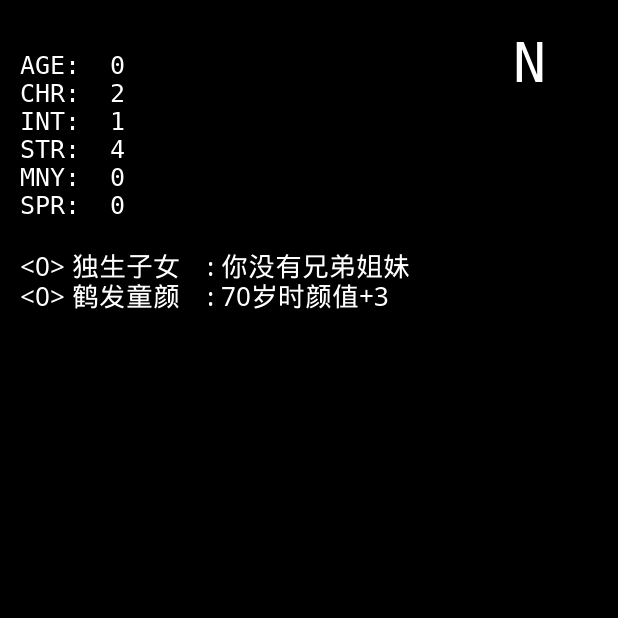 N
AGE: 0
CHR: 2
INT: 1
STR: 4
MNY: 0
SPR: 0
<O> 独生子女 : 你没有兄弟姐妹
<O> 鹤发童颜 : 70岁时颜值+3